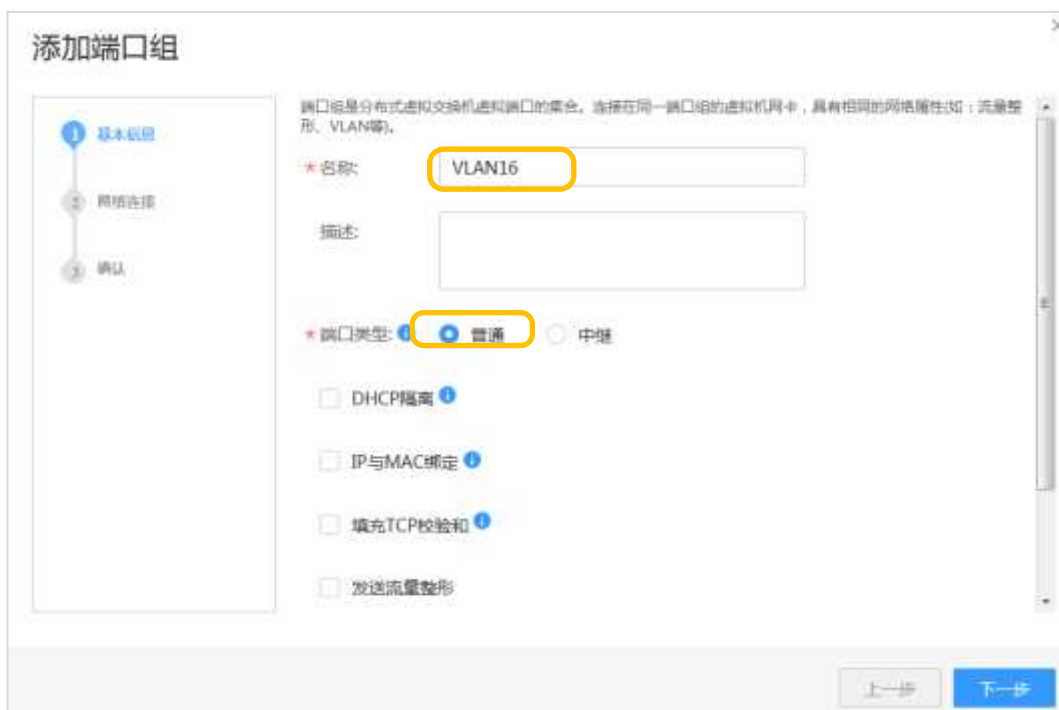 添加端口组
端口组是分布式虚拟交换机虚拟端口的集合。连接在同一端口组的虚拟机网卡，具有相同的网络属性(如：流量整
形、VLAN等)。
1 基本信息
* 名称: VLAN16
2 网络连接
描述:
3 确认
* 端口类型: 普通 中继
DHCP隔离
IP与MAC绑定
填充TCP校验和
发送流量整形
上一步 下一步